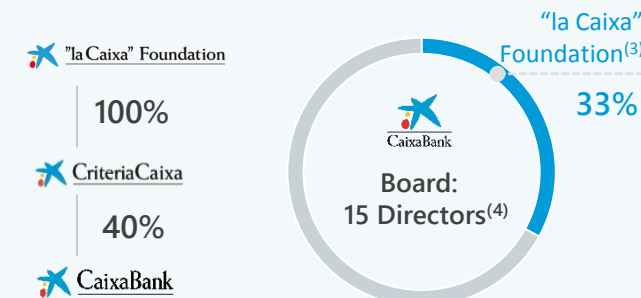 "la Caixa" Foundation
100%
CriteriaCaixa
40%
CaixaBank
“la Caixa”
Foundation(3)
33%
CaixaBank
Board:
15 Directors(4)